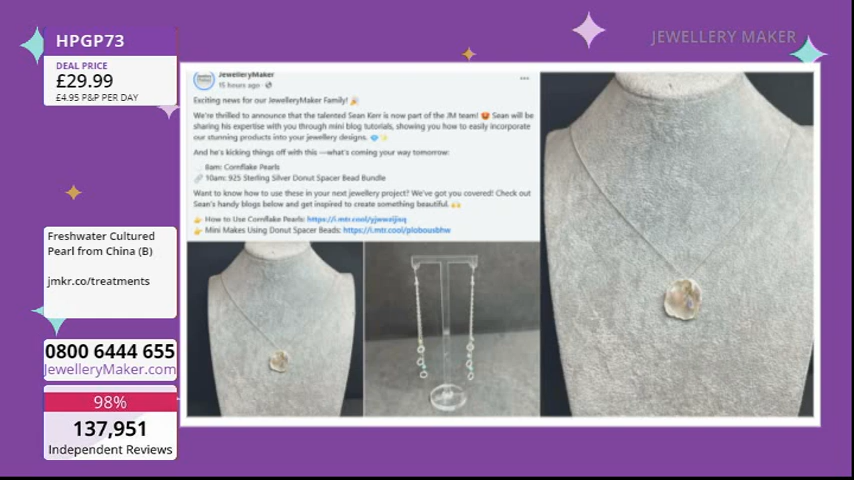 HPGP73
DEAL PRICE
£29.99
£4.95 P&P PER DAY
Freshwater Cultured
Pearl from China (B)
jmkr.co/treatments
0800 6444 655
JewelleryMaker.com
98%
137,951
Independent Reviews
JEWELLERY MAKER
JewelleryMaker
15 hours ago
Exciting news for our JewelleryMaker Family! 🎉
We're thrilled to announce that the talented Sean Kerr is now part of the JM team! 🤩 Sean will be
sharing his expertise with you through mini blog tutorials, showing you how to easily incorporate
our stunning products into your jewellery designs. 💎✨
And he's kicking things off with this —what's coming your way tomorrow:
8am: Cornflake Pearls
🔗 10am: 925 Sterling Silver Donut Spacer Bead Bundle
Want to know how to use these in your next jewellery project? We've got you covered! Check out
Sean's handy blogs below and get inspired to create something beautiful. 🙌
👉 How to Use Cornflake Pearls:
👉 Mini Makes Using Donut Spacer Beads: https://i.mtr.cool/plobousbhw